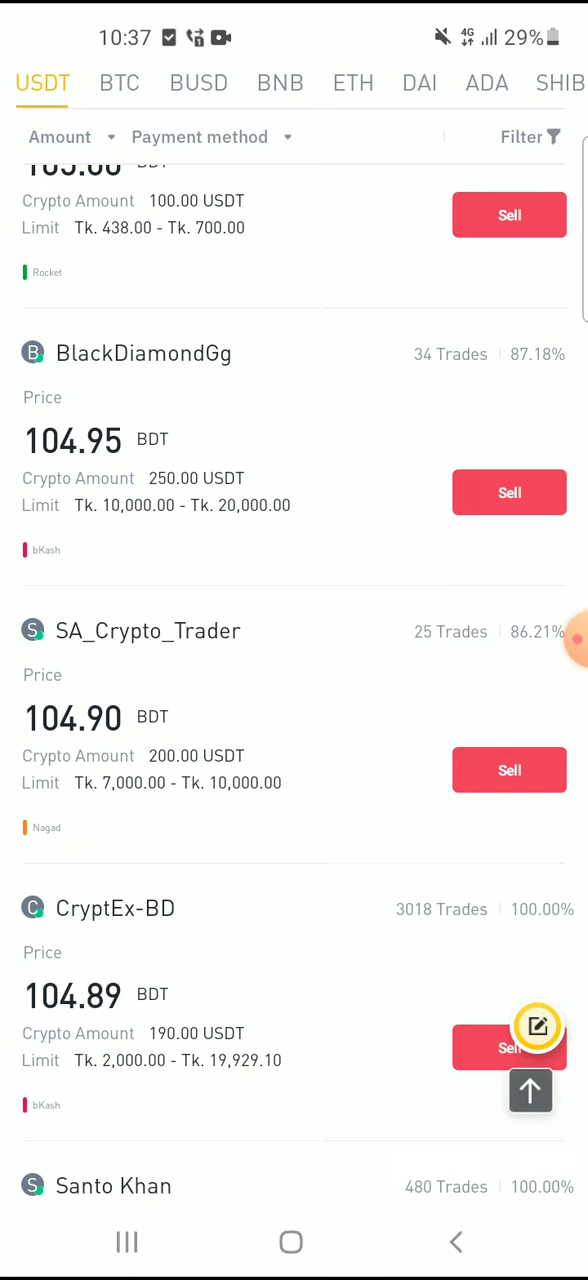 10:37
4G
29%
USDT BTC BUSD BNB ETH DAI ADA SHIB
Amount Payment method Filter
BDT
Crypto Amount 100.00 USDT
Limit Tk. 438.00 - Tk. 700.00
Sell
Rocket
B BlackDiamondGg 34 Trades 87.18%
Price
104.95 BDT
Crypto Amount 250.00 USDT
Limit Tk. 10,000.00 - Tk. 20,000.00
Sell
bKash
S SA_Crypto_Trader 25 Trades 86.21%
Price
104.90 BDT
Crypto Amount 200.00 USDT
Limit Tk. 7,000.00 - Tk. 10,000.00
Sell
Nagad
C CryptEx-BD 3018 Trades 100.00%
Price
104.89 BDT
Crypto Amount 190.00 USDT
Limit Tk. 2,000.00 - Tk. 19,929.10
Sell
bKash
S Santo Khan 480 Trades 100.00%